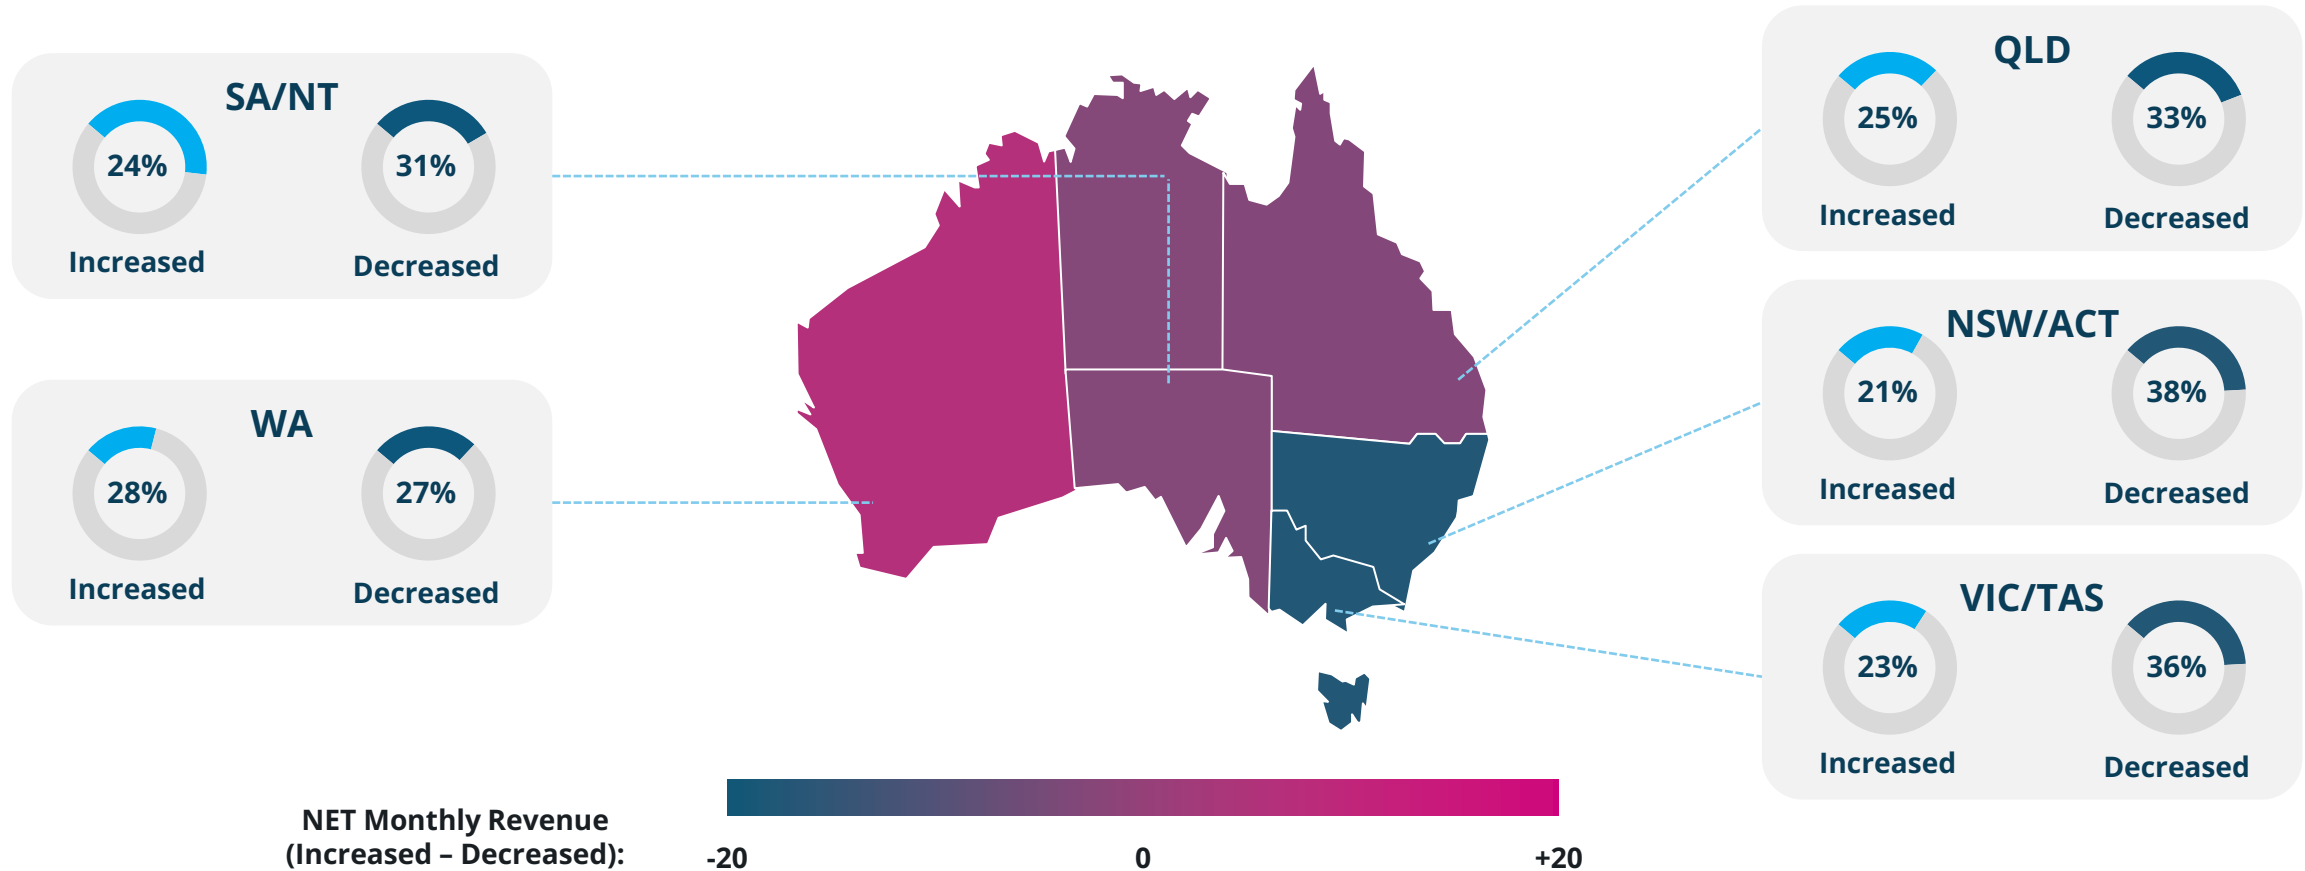 SA/NT
24%
31%
Increased
Decreased
WA
28%
27%
Increased
Decreased
QLD
25%
33%
Increased
Decreased
NSW/ACT
21%
38%
Increased
Decreased
VIC/TAS
23%
36%
Increased
Decreased
NET Monthly Revenue
(Increased – Decreased):
-20
0
+20